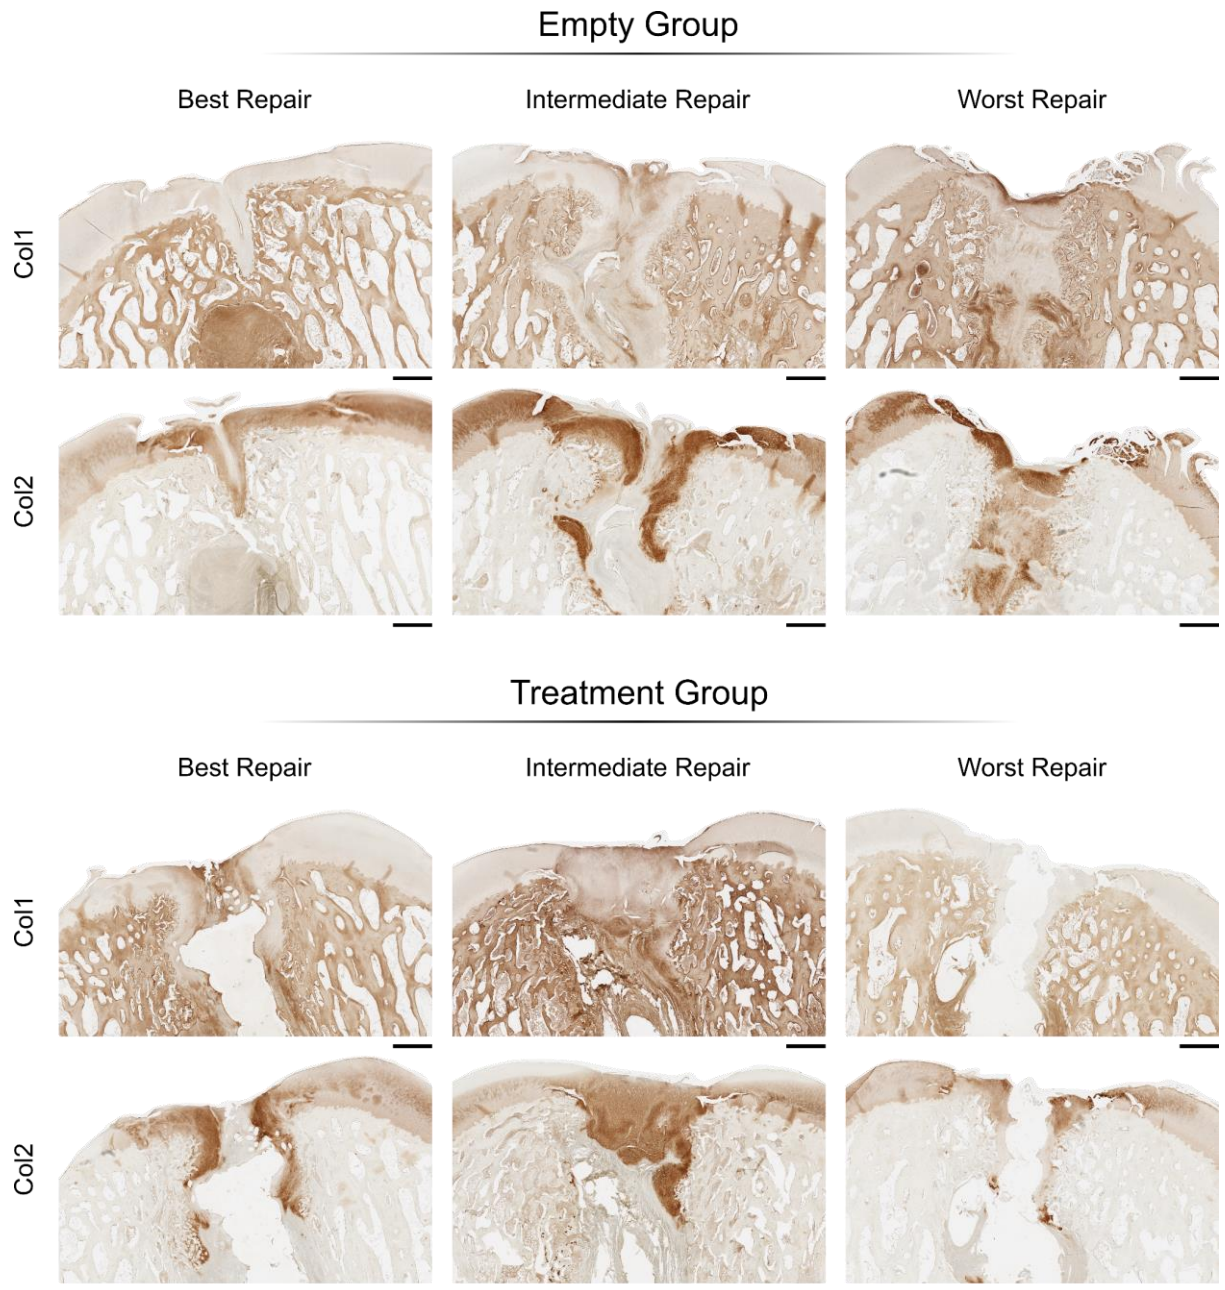 Empty Group
Best Repair
Intermediate Repair
Worst Repair
Col1
Col2
Treatment Group
Best Repair
Intermediate Repair
Worst Repair
Col1
Col2